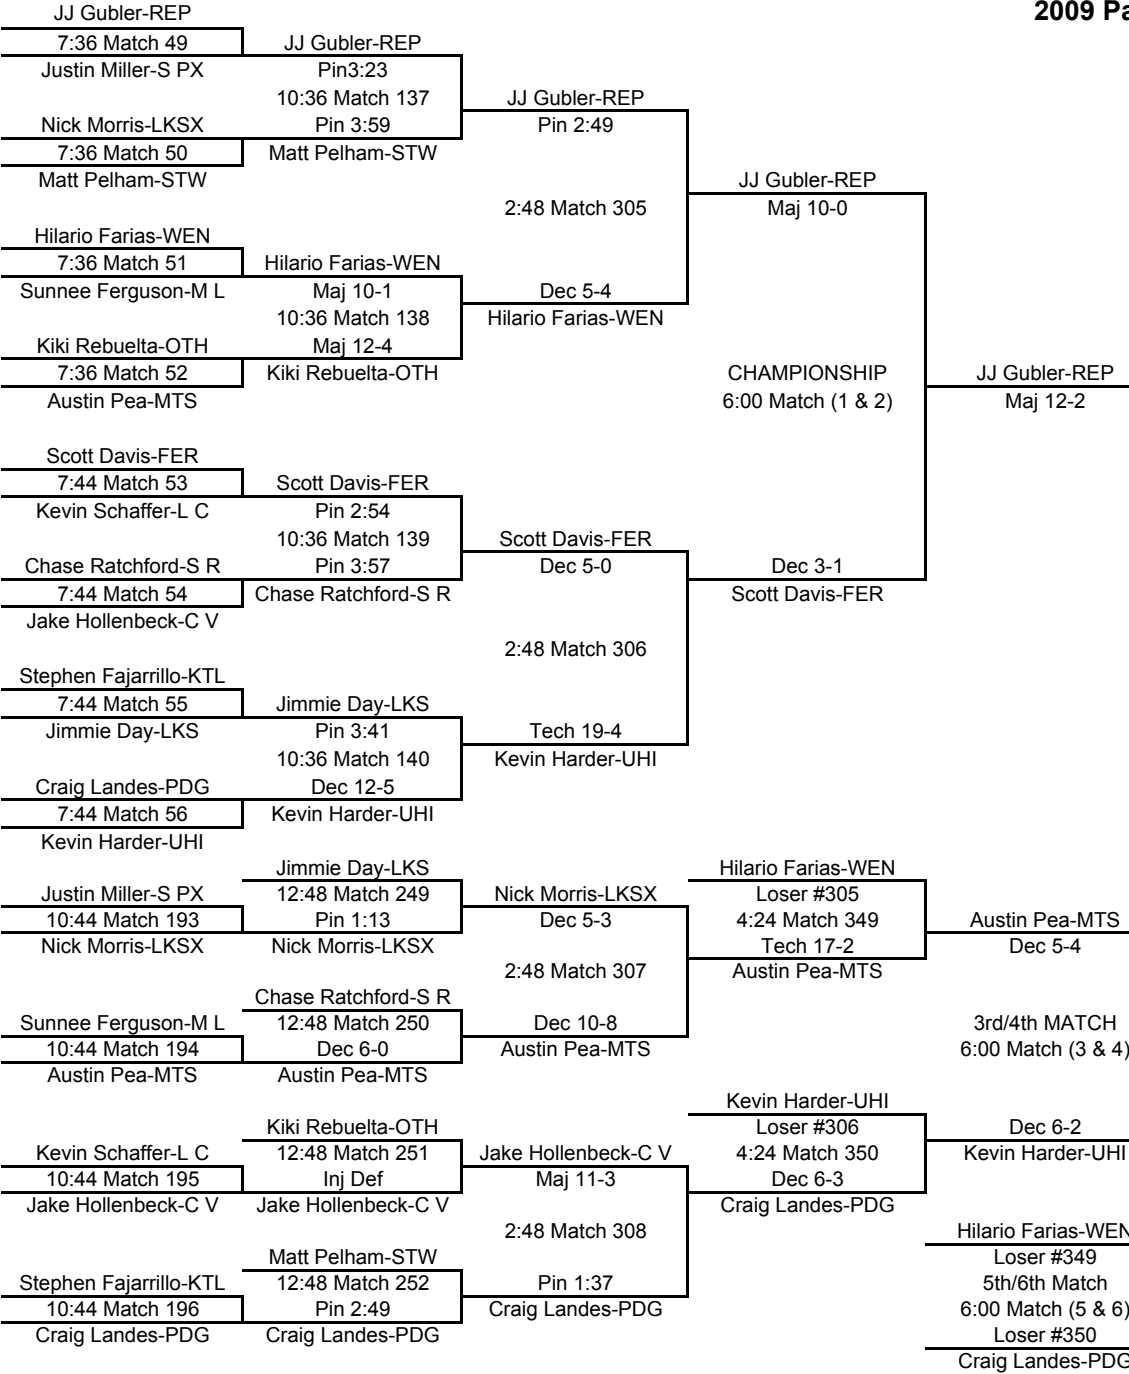 2009 Pa
JJ Gubler-REP
7:36 Match 49
JJ Gubler-REP
Justin Miller-S PX
Pin3:23
10:36 Match 137
JJ Gubler-REP
Nick Morris-LKSX
Pin 3:59
Pin 2:49
7:36 Match 50
Matt Pelham-STW
Matt Pelham-STW
JJ Gubler-REP
2:48 Match 305
Maj 10-0
Hilario Farias-WEN
7:36 Match 51
Hilario Farias-WEN
Sunnee Ferguson-M L
Maj 10-1
Dec 5-4
10:36 Match 138
Hilario Farias-WEN
Kiki Rebuelta-OTH
Maj 12-4
7:36 Match 52
Kiki Rebuelta-OTH
CHAMPIONSHIP
JJ Gubler-REP
Austin Pea-MTS
6:00 Match (1 & 2)
Maj 12-2
Scott Davis-FER
7:44 Match 53
Scott Davis-FER
Kevin Schaffer-L C
Pin 2:54
10:36 Match 139
Scott Davis-FER
Chase Ratchford-S R
Pin 3:57
Dec 5-0
Dec 3-1
7:44 Match 54
Chase Ratchford-S R
Scott Davis-FER
Jake Hollenbeck-C V
2:48 Match 306
Stephen Fajarrillo-KTL
7:44 Match 55
Jimmie Day-LKS
Jimmie Day-LKS
Pin 3:41
Tech 19-4
10:36 Match 140
Kevin Harder-UHI
Craig Landes-PDG
Dec 12-5
7:44 Match 56
Kevin Harder-UHI
Kevin Harder-UHI
Jimmie Day-LKS
Hilario Farias-WEN
Justin Miller-S PX
12:48 Match 249
Nick Morris-LKSX
Loser #305
10:44 Match 193
Pin 1:13
Dec 5-3
4:24 Match 349
Austin Pea-MTS
Nick Morris-LKSX
Nick Morris-LKSX
Tech 17-2
Dec 5-4
2:48 Match 307
Austin Pea-MTS
Chase Ratchford-S R
Sunnee Ferguson-M L
12:48 Match 250
Dec 10-8
3rd/4th MATCH
10:44 Match 194
Dec 6-0
Austin Pea-MTS
6:00 Match (3 & 4)
Austin Pea-MTS
Austin Pea-MTS
Kevin Harder-UHI
Kiki Rebuelta-OTH
Loser #306
Dec 6-2
Kevin Schaffer-L C
12:48 Match 251
Jake Hollenbeck-C V
4:24 Match 350
Kevin Harder-UHI
10:44 Match 195
Inj Def
Maj 11-3
Dec 6-3
Jake Hollenbeck-C V
Jake Hollenbeck-C V
Craig Landes-PDG
2:48 Match 308
Hilario Farias-WEN
Matt Pelham-STW
Loser #349
Stephen Fajarrillo-KTL
12:48 Match 252
Pin 1:37
5th/6th Match
10:44 Match 196
Pin 2:49
Craig Landes-PDG
6:00 Match (5 & 6)
Craig Landes-PDG
Craig Landes-PDG
Loser #350
Craig Landes-PDG